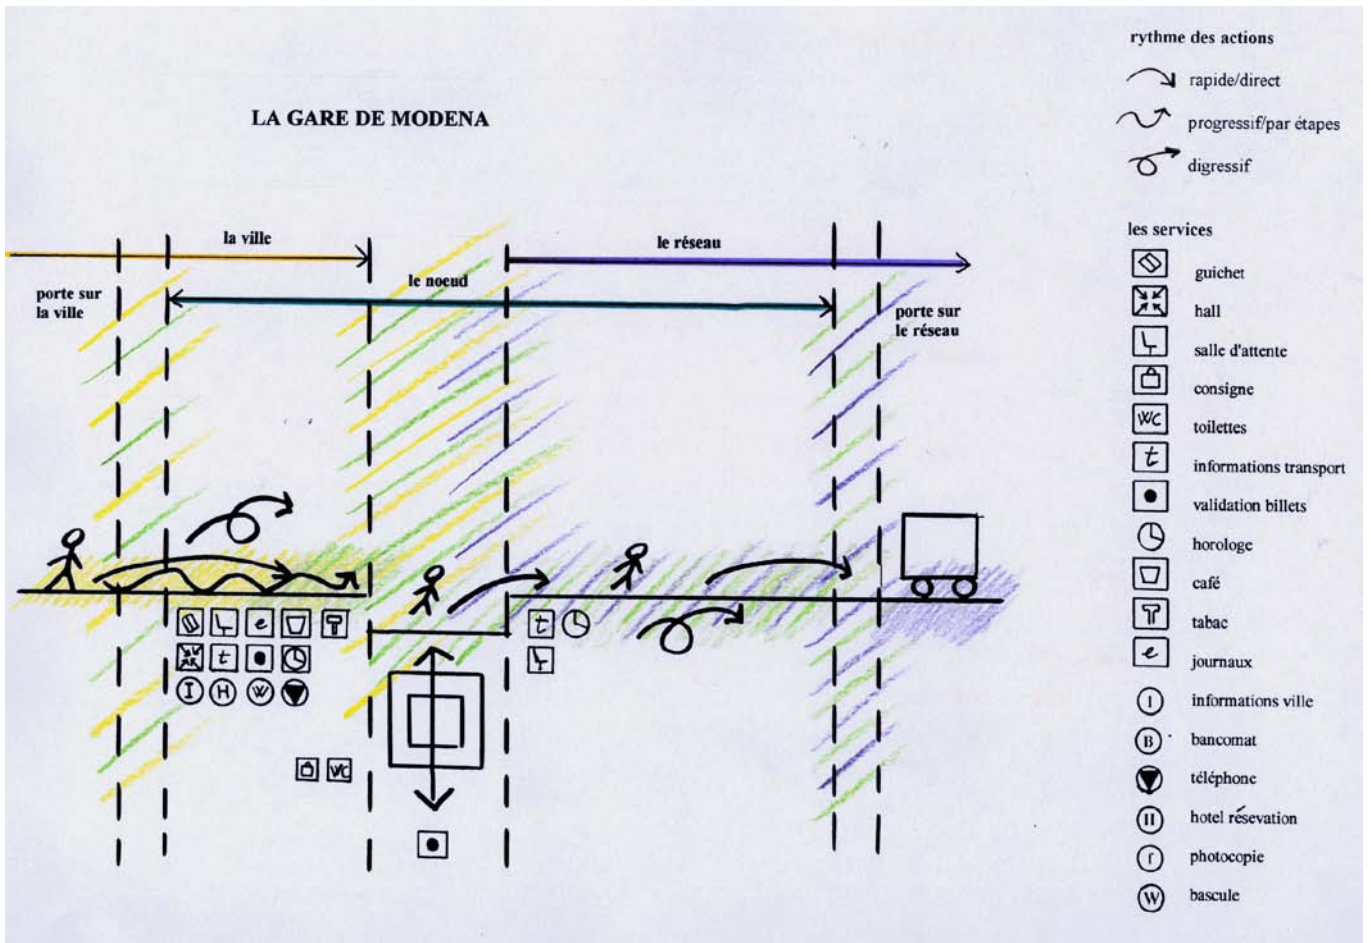 LA GARE DE MODENA
la ville
le noeud
le réseau
porte sur
la ville
porte sur
le réseau
e
t
I
H
W
WC
t
rythme des actions
rapide/direct
progressif/par étapes
digressif
les services
guichet
hall
salle d'attente
consigne
WC toilettes
t informations transport
validation billets
horologe
café
T tabac
e journaux
I informations ville
B bancomat
téléphone
H hotel résevation
f photocopie
W bascule